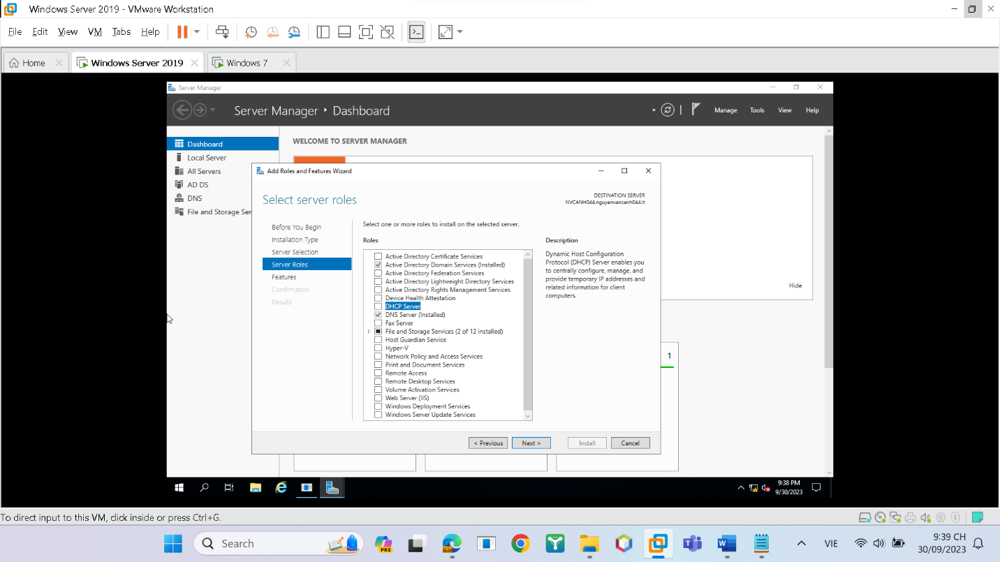 Windows Server 2019 - VMware Workstation
File Edit View VM Tabs Help
Home
Windows Server 2019
Windows 7
Server Manager
Server Manager Dashboard
Manage Tools View Help
Dashboard
Local Server
All Servers
AD DS
DNS
File and Storage Ser
WELCOME TO SERVER MANAGER
Add Roles and Features Wizard
Select server roles
DESTINATION SERVER
NVCANH044.nguyenvancanh044.it
Before You Begin
Installation Type
Server Selection
Server Roles
Features
Confirmation
Results
Select one or more roles to install on the selected server.
Roles
Active Directory Certificate Services
Active Directory Domain Services (Installed)
Active Directory Federation Services
Active Directory Lightweight Directory Services
Active Directory Rights Management Services
Device Health Attestation
DHCP Server
DNS Server (Installed)
Fax Server
File and Storage Services (2 of 12 installed)
Host Guardian Service
Hyper-V
Network Policy and Access Services
Print and Document Services
Remote Access
Remote Desktop Services
Volume Activation Services
Web Server (IIS)
Windows Deployment Services
Windows Server Update Services
Description
Dynamic Host Configuration
Protocol (DHCP) Server enables you
to centrally configure, manage, and
provide temporary IP addresses and
related information for client
computers.
Hide
1
< Previous
Next >
Install
Cancel
9:38 PM
9/30/2023
To direct input to this VM, click inside or press Ctrl+G.
Search
PRE
VIE
9:39 CH
30/09/2023